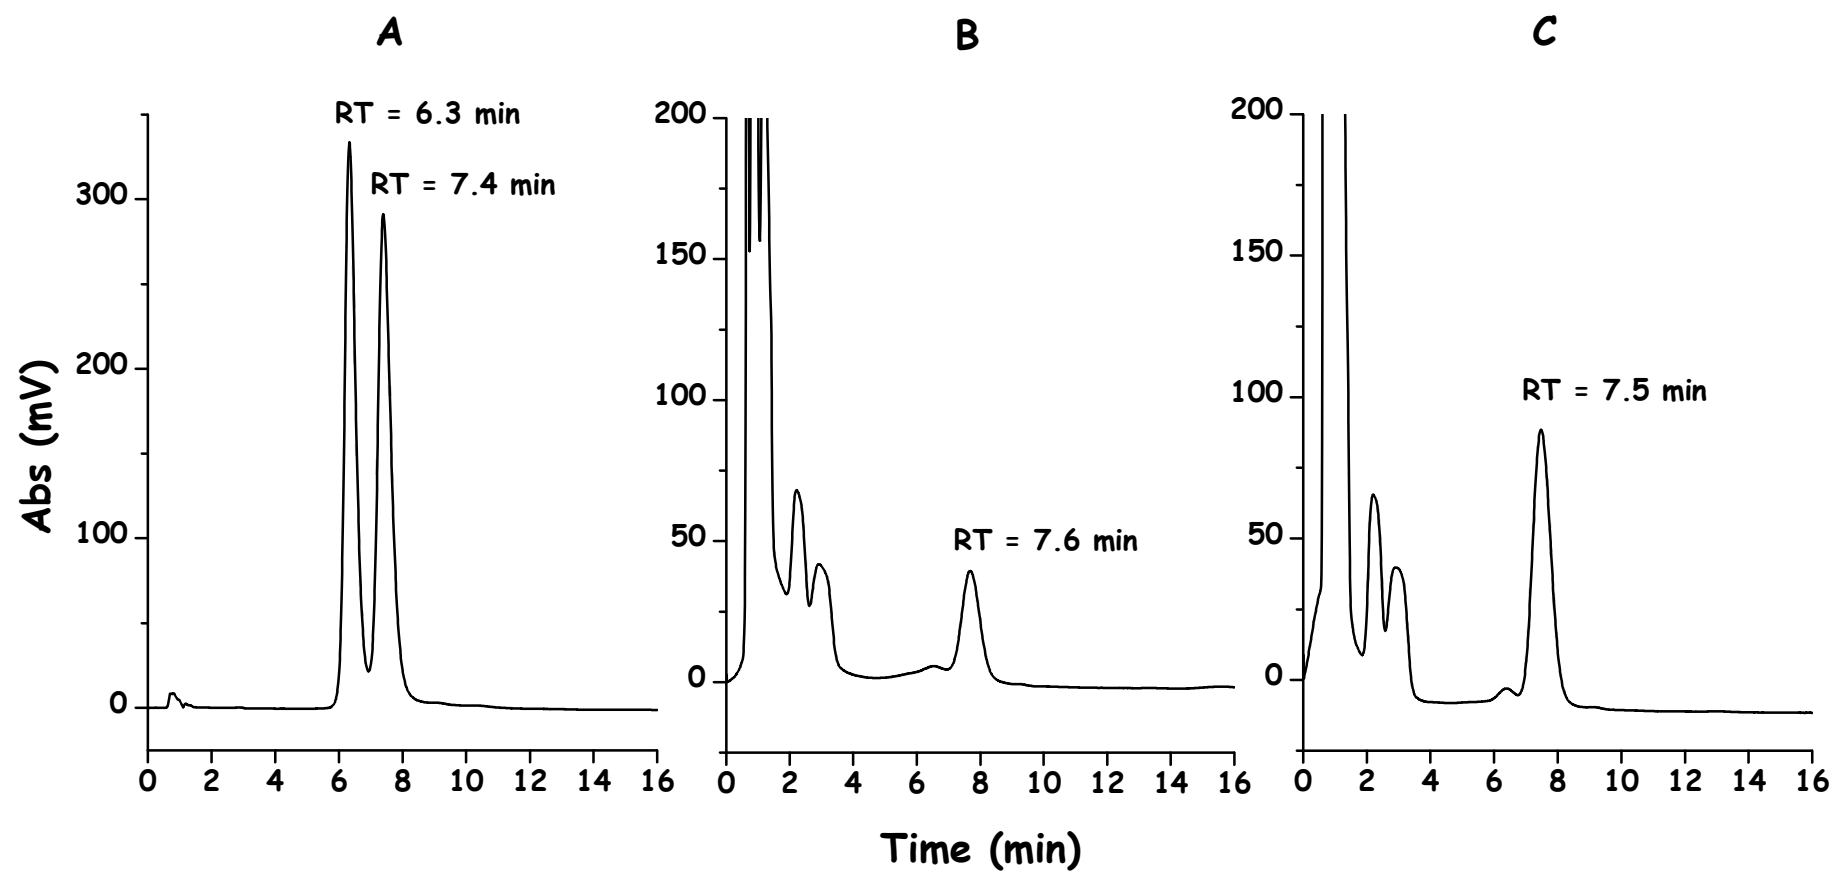 A
B
C
RT = 6.3 min
RT = 7.4 min
RT = 7.6 min
RT = 7.5 min
Abs (mV)
300
200
100
0
0 2 4 6 8 10 12 14 16
200
150
100
50
0
0 2 4 6 8 10 12 14 16
200
150
100
50
0
0 2 4 6 8 10 12 14 16
Time (min)